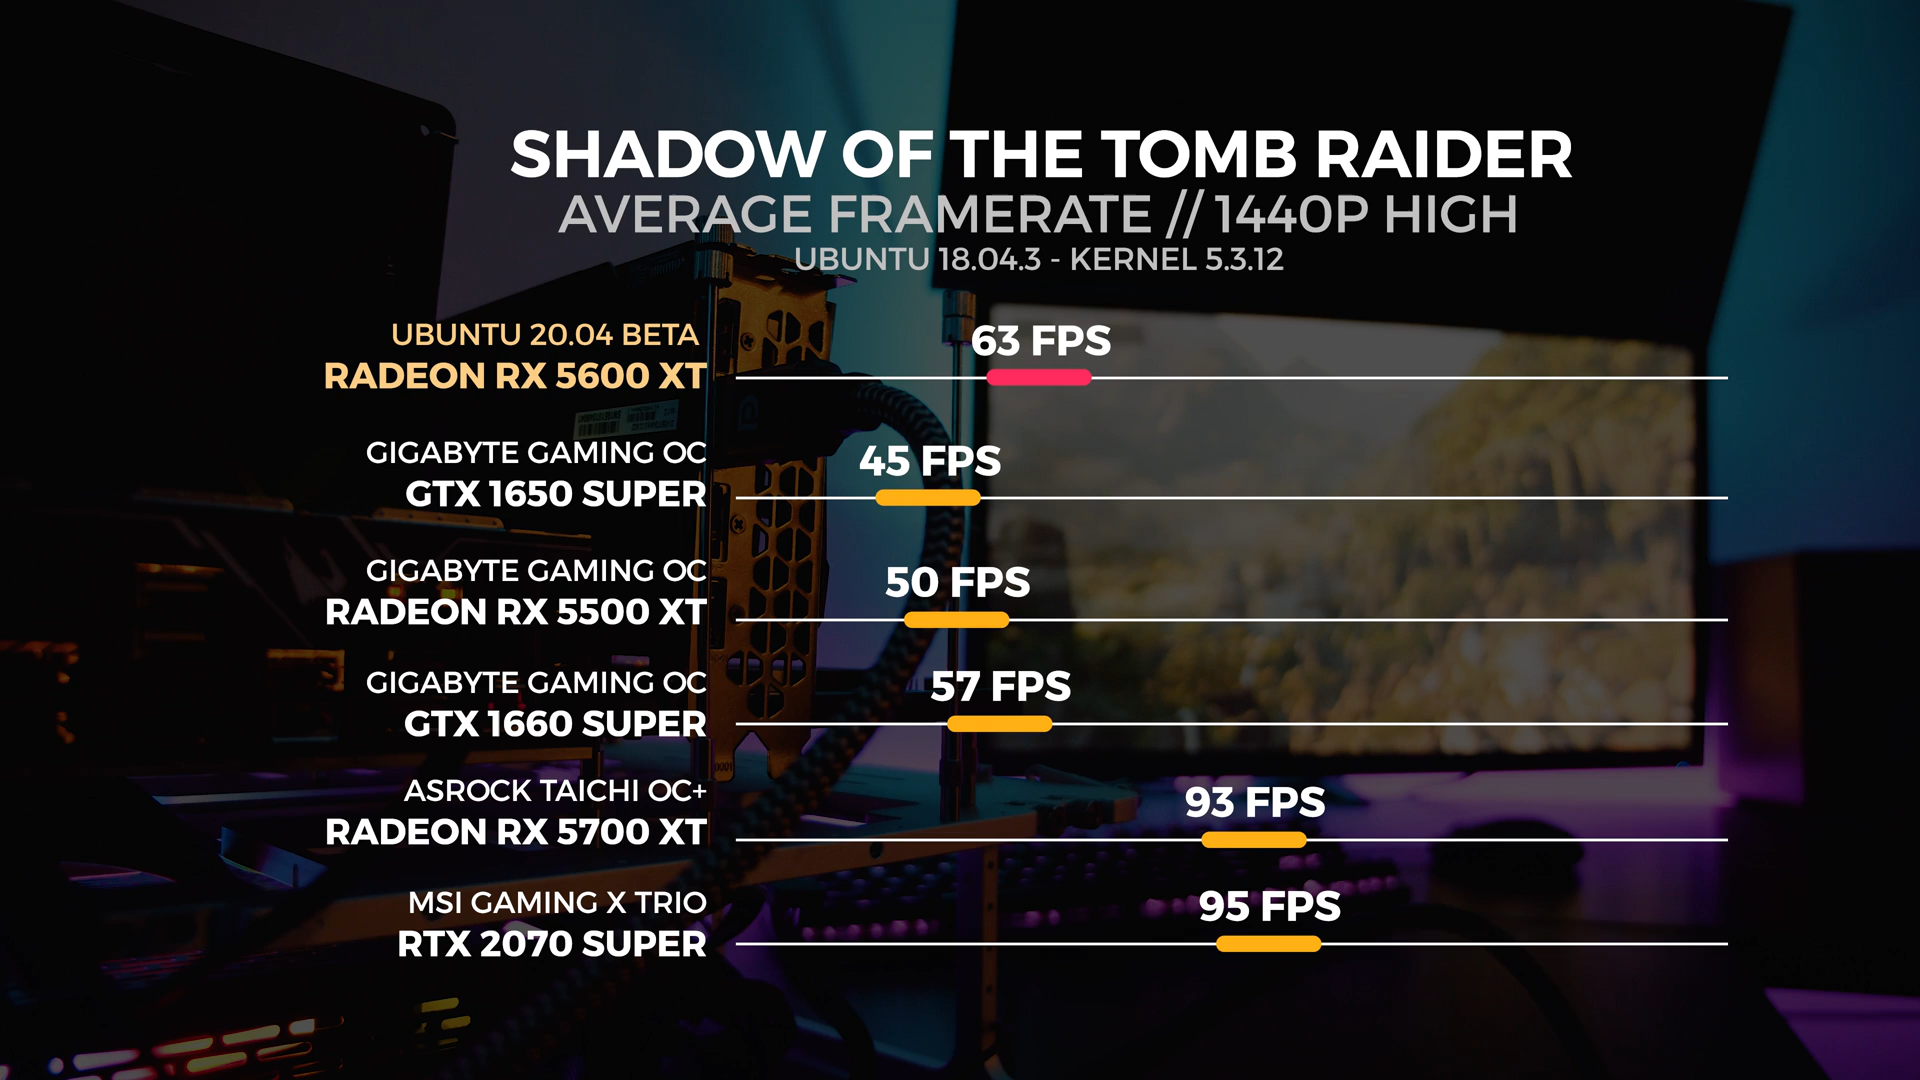 SHADOW OF THE TOMB RAIDER
AVERAGE FRAMERATE // 1440P HIGH
UBUNTU 18.04.3 - KERNEL 5.3.12
UBUNTU 20.04 BETA
RADEON RX 5600 XT
63 FPS
GIGABYTE GAMING OC
GTX 1650 SUPER
45 FPS
GIGABYTE GAMING OC
RADEON RX 5500 XT
50 FPS
GIGABYTE GAMING OC
GTX 1660 SUPER
57 FPS
ASROCK TAICHI OC+
RADEON RX 5700 XT
93 FPS
MSI GAMING X TRIO
RTX 2070 SUPER
95 FPS